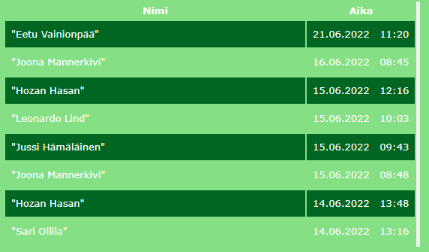 Nimi Aika
"Eetu Vainionpää" 21.06.2022 11:20
"Joona Mannerkivi" 16.06.2022 08:45
"Hozan Hasan" 15.06.2022 12:16
"Leonardo Lind" 15.06.2022 10:03
"Jussi Hämäläinen" 15.06.2022 09:43
"Joona Mannerkivi" 15.06.2022 08:48
"Hozan Hasan" 14.06.2022 13:48
"Sari Ollila" 14.06.2022 13:16